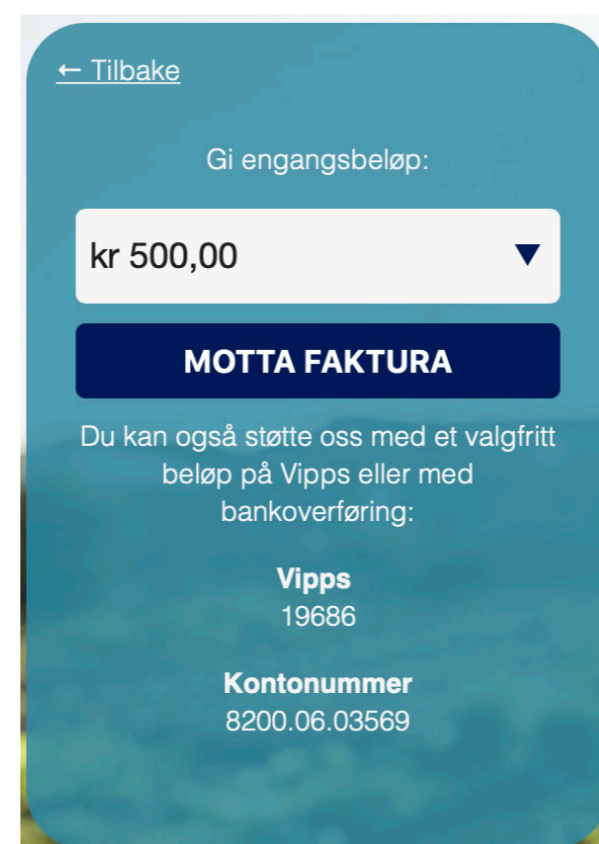 ← Tilbake
Gi engangsbeløp:
kr 500,00
MOTTA FAKTURA
Du kan også støtte oss med et valgfritt
beløp på Vipps eller med
bankoverføring:
Vipps
19686
Kontonummer
8200.06.03569